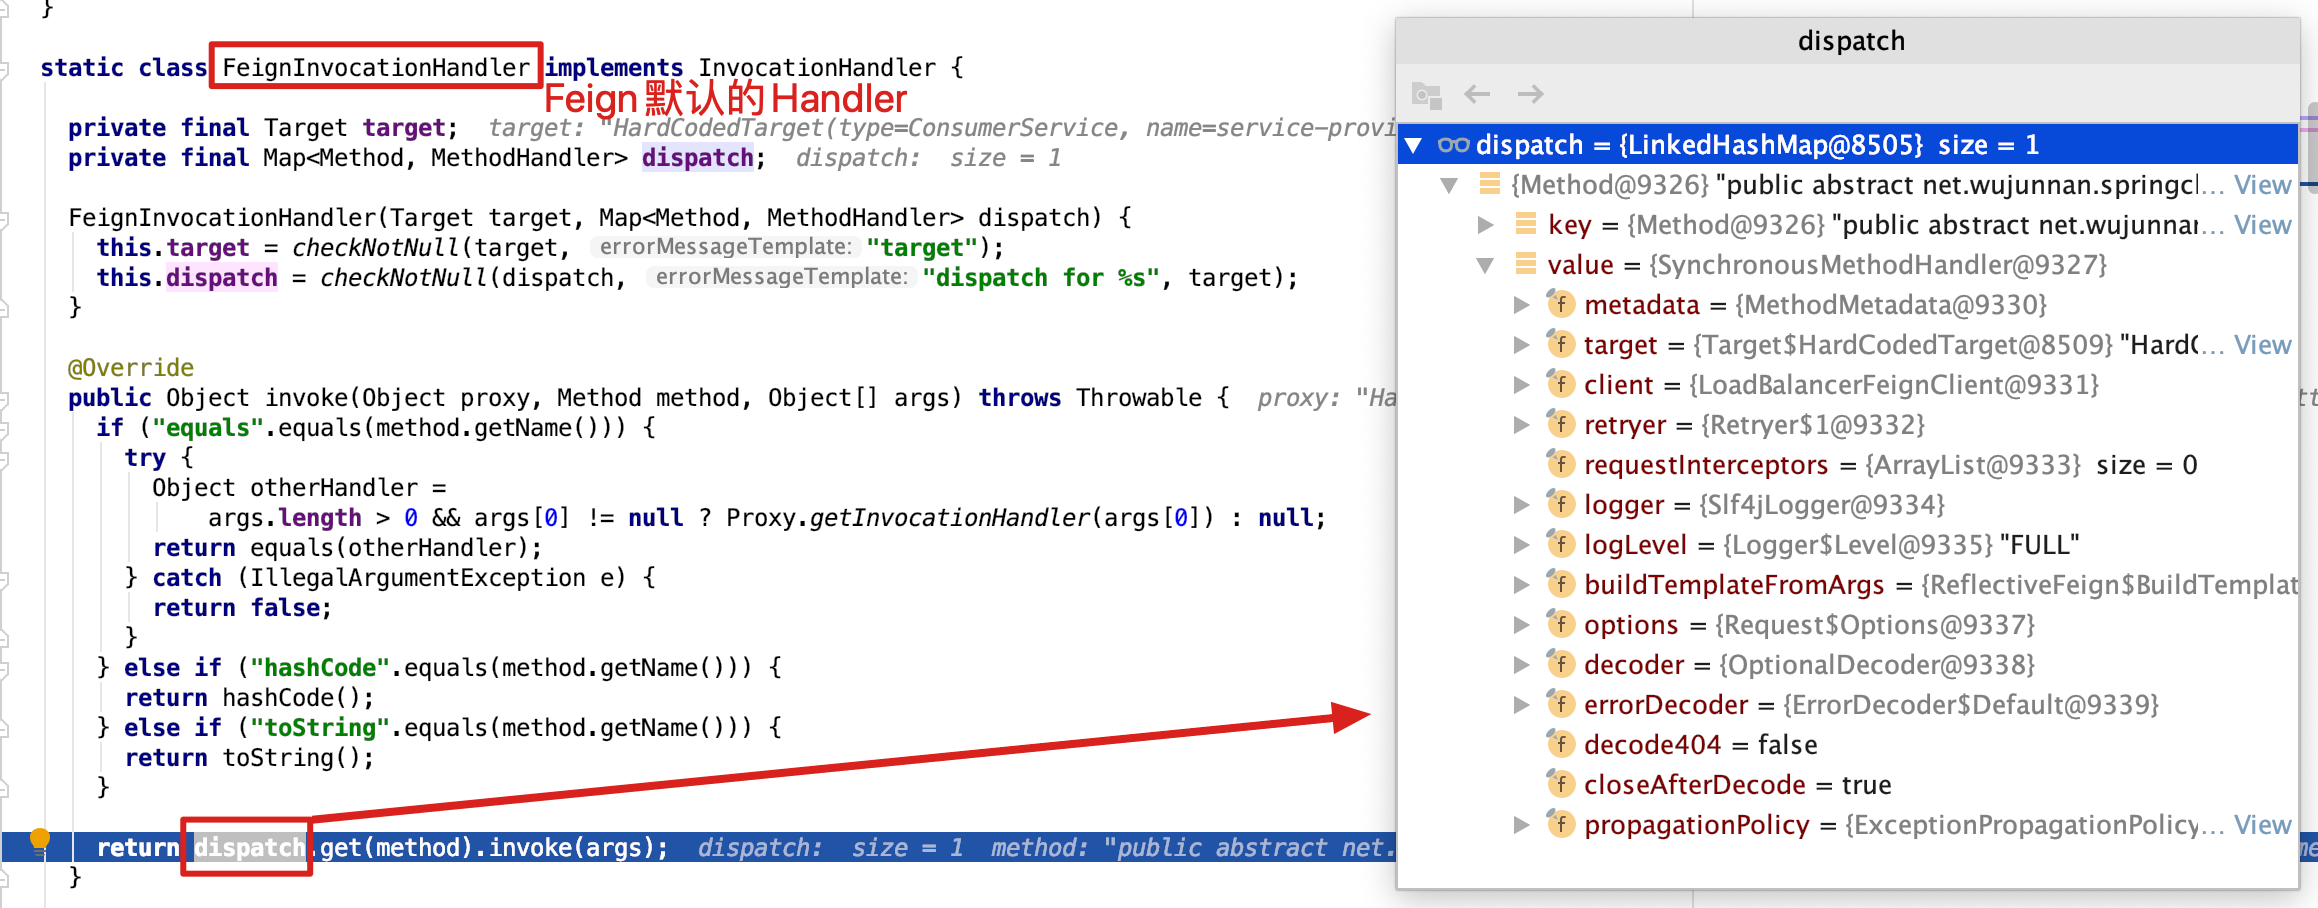 }
static class FeignInvocationHandler implements InvocationHandler {
Feign默认的Handler
private final Target target; target: "HardCodedTarget(type=ConsumerService, name=service-provi
private final Map<Method, MethodHandler> dispatch; dispatch: size = 1
FeignInvocationHandler(Target target, Map<Method, MethodHandler> dispatch) {
this.target = checkNotNull(target, errorMessageTemplate: "target");
this.dispatch = checkNotNull(dispatch, errorMessageTemplate: "dispatch for %s", target);
}
@Override
public Object invoke(Object proxy, Method method, Object[] args) throws Throwable { proxy: "Ha
if ("equals".equals(method.getName())) {
try {
Object otherHandler =
args.length > 0 && args[0] != null ? Proxy.getInvocationHandler(args[0]) : null;
return equals(otherHandler);
} catch (IllegalArgumentException e) {
return false;
}
} else if ("hashCode".equals(method.getName())) {
return hashCode();
} else if ("toString".equals(method.getName())) {
return toString();
}
return dispatch.get(method).invoke(args); dispatch: size = 1 method: "public abstract net.
}
dispatch
dispatch = {LinkedHashMap@8505} size = 1
{Method@9326} "public abstract net.wujunnan.springcl... View
key = {Method@9326} "public abstract net.wujunnar... View
value = {SynchronousMethodHandler@9327}
metadata = {MethodMetadata@9330}
target = {Target$HardCodedTarget@8509} "HardC... View
client = {LoadBalancerFeignClient@9331}
retryer = {Retryer$1@9332}
requestInterceptors = {ArrayList@9333} size = 0
logger = {Slf4jLogger@9334}
logLevel = {Logger$Level@9335} "FULL"
buildTemplateFromArgs = {ReflectiveFeign$BuildTemplat
options = {Request$Options@9337}
decoder = {OptionalDecoder@9338}
errorDecoder = {ErrorDecoder$Default@9339}
decode404 = false
closeAfterDecode = true
propagationPolicy = {ExceptionPropagationPolicy... View